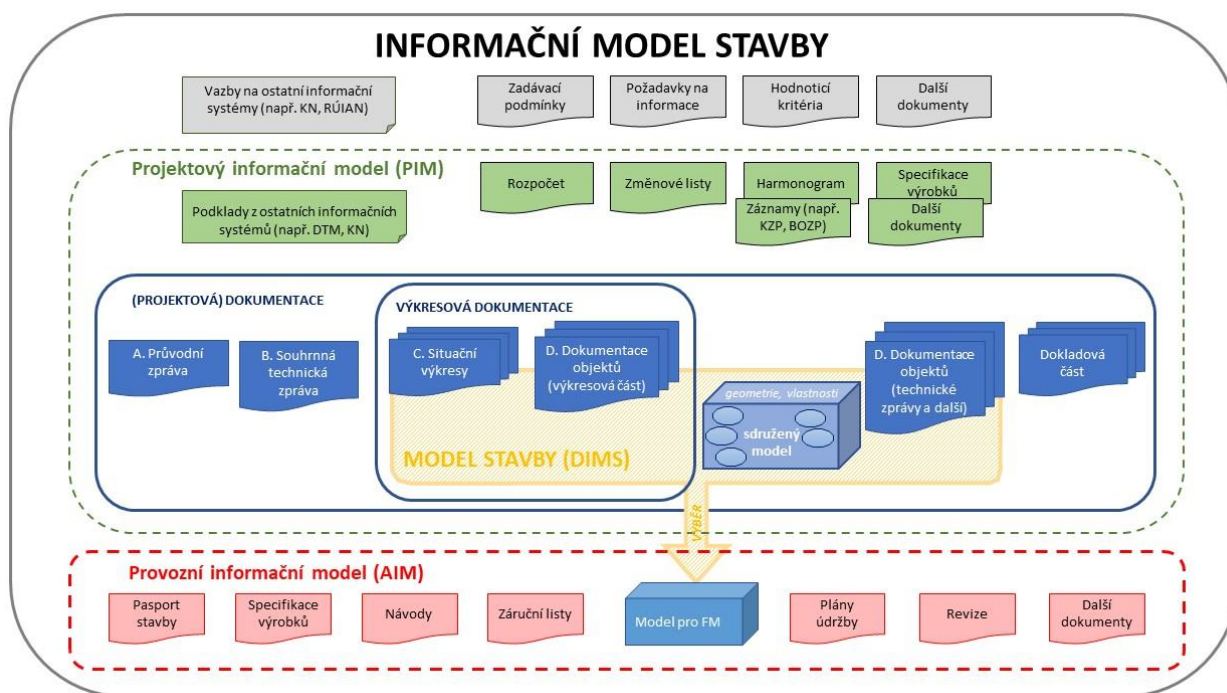 INFORMAČNÍ MODEL STAVBY
Vazby na ostatní informační
systémy (např. KN, RÚIAN)
Zadávací
podmínky
Požadavky na
informace
Hodnoticí
kritéria
Další
dokumenty
Projektový informační model (PIM)
Podklady z ostatních informačních
systémů (např. DTM, KN)
Rozpočet
Změnové listy
Harmonogram
Specifikace
výrobků
Záznamy (např.
KZP, BOZP)
Další
dokumenty
(PROJEKTOVÁ) DOKUMENTACE
VÝKRESOVÁ DOKUMENTACE
A. Průvodní
zpráva
B. Souhrnná
technická
zpráva
C. Situační
výkresy
D. Dokumentace
objektů
(výkresová část)
geometrie, vlastnosti
sdružený
model
D. Dokumentace
objektů
(technické
zprávy a další)
Dokladová
část
MODEL STAVBY (DIMS)
VÝBĚR
Provozní informační model (AIM)
Pasport
stavby
Specifikace
výrobků
Návody
Záruční listy
Model pro FM
Plány
údržby
Revize
Další
dokumenty